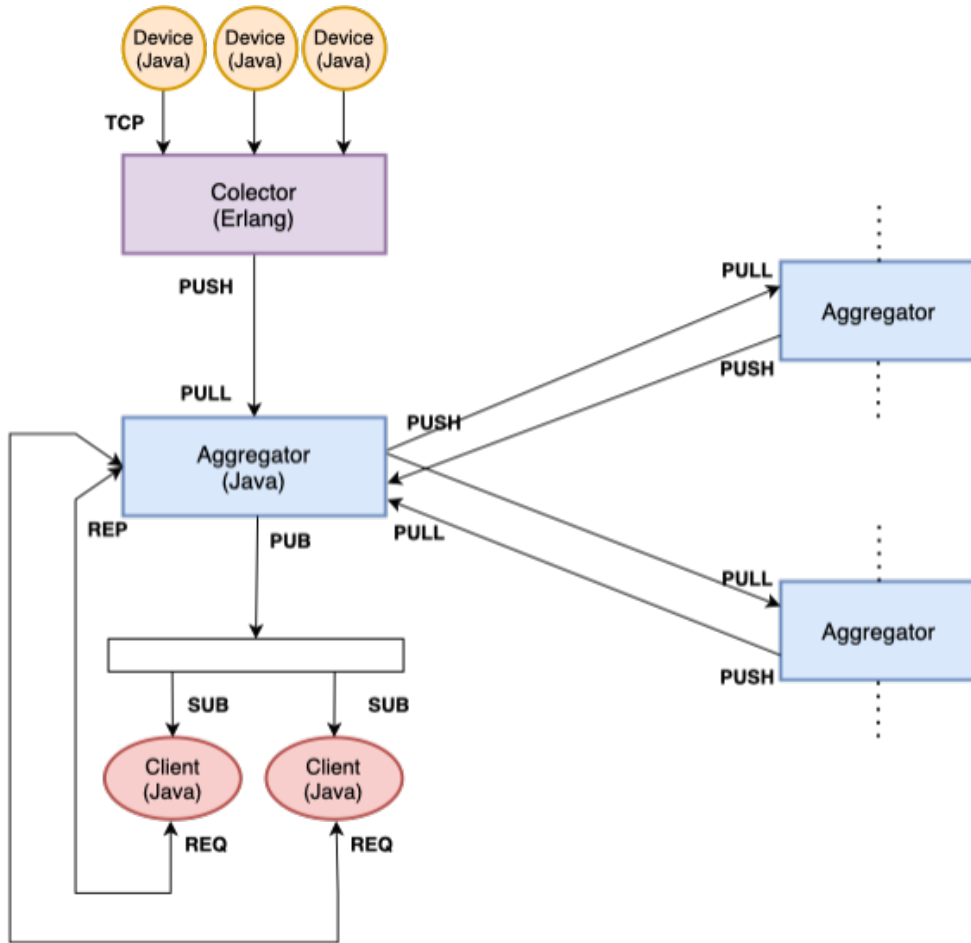 Device
(Java)
Device
(Java)
Device
(Java)
TCP
Colector
(Erlang)
PUSH
PULL
PULL
Aggregator
PUSH
PUSH
Aggregator
(Java)
REP
PUB
PULL
PULL
Aggregator
PUSH
SUB
SUB
Client
(Java)
Client
(Java)
REQ
REQ